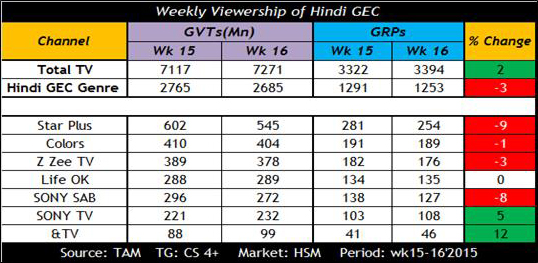 Weekly Viewership of Hindi GEC
Channel GVTs(Mn) GRPs % Change
Wk 15 Wk 16 Wk 15 Wk 16
Total TV 7117 7271 3322 3394 2
Hindi GEC Genre 2765 2685 1291 1253 -3
Star Plus 602 545 281 254 -9
Colors 410 404 191 189 -1
Z Zee TV 389 378 182 176 -3
Life OK 288 289 134 135 0
SONY SAB 296 272 138 127 -8
SONY TV 221 232 103 108 5
&TV 88 99 41 46 12
Source: TAM TG: CS 4+ Market: HSM Period: wk15-16'2015